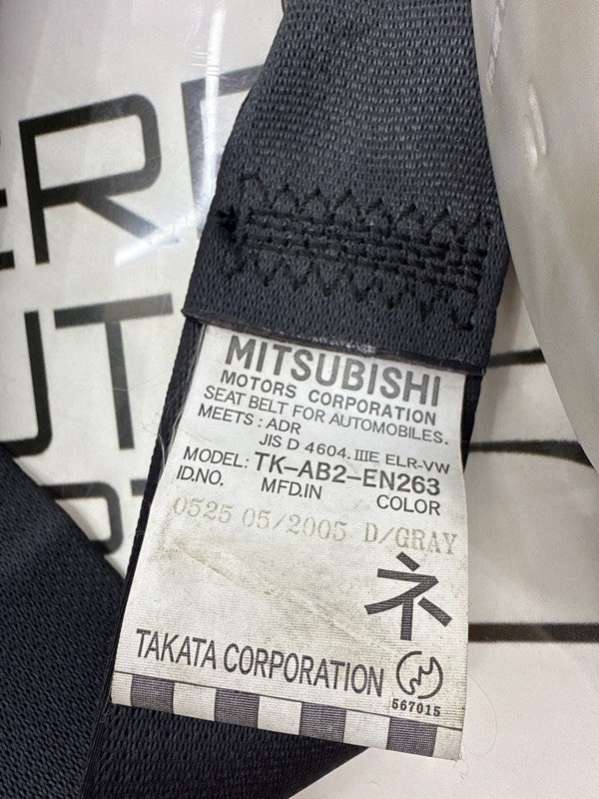 MITSUBISHI
MOTORS CORPORATION
SEAT BELT FOR AUTOMOBILES.
MEETS : ADR
JIS D 4604. IIIE ELR-VW
MODEL: TK-AB2-EN263
ID.NO. MFD.IN COLOR
0525 05/2005 D/GRAY
ネ
TAKATA CORPORATION
567015